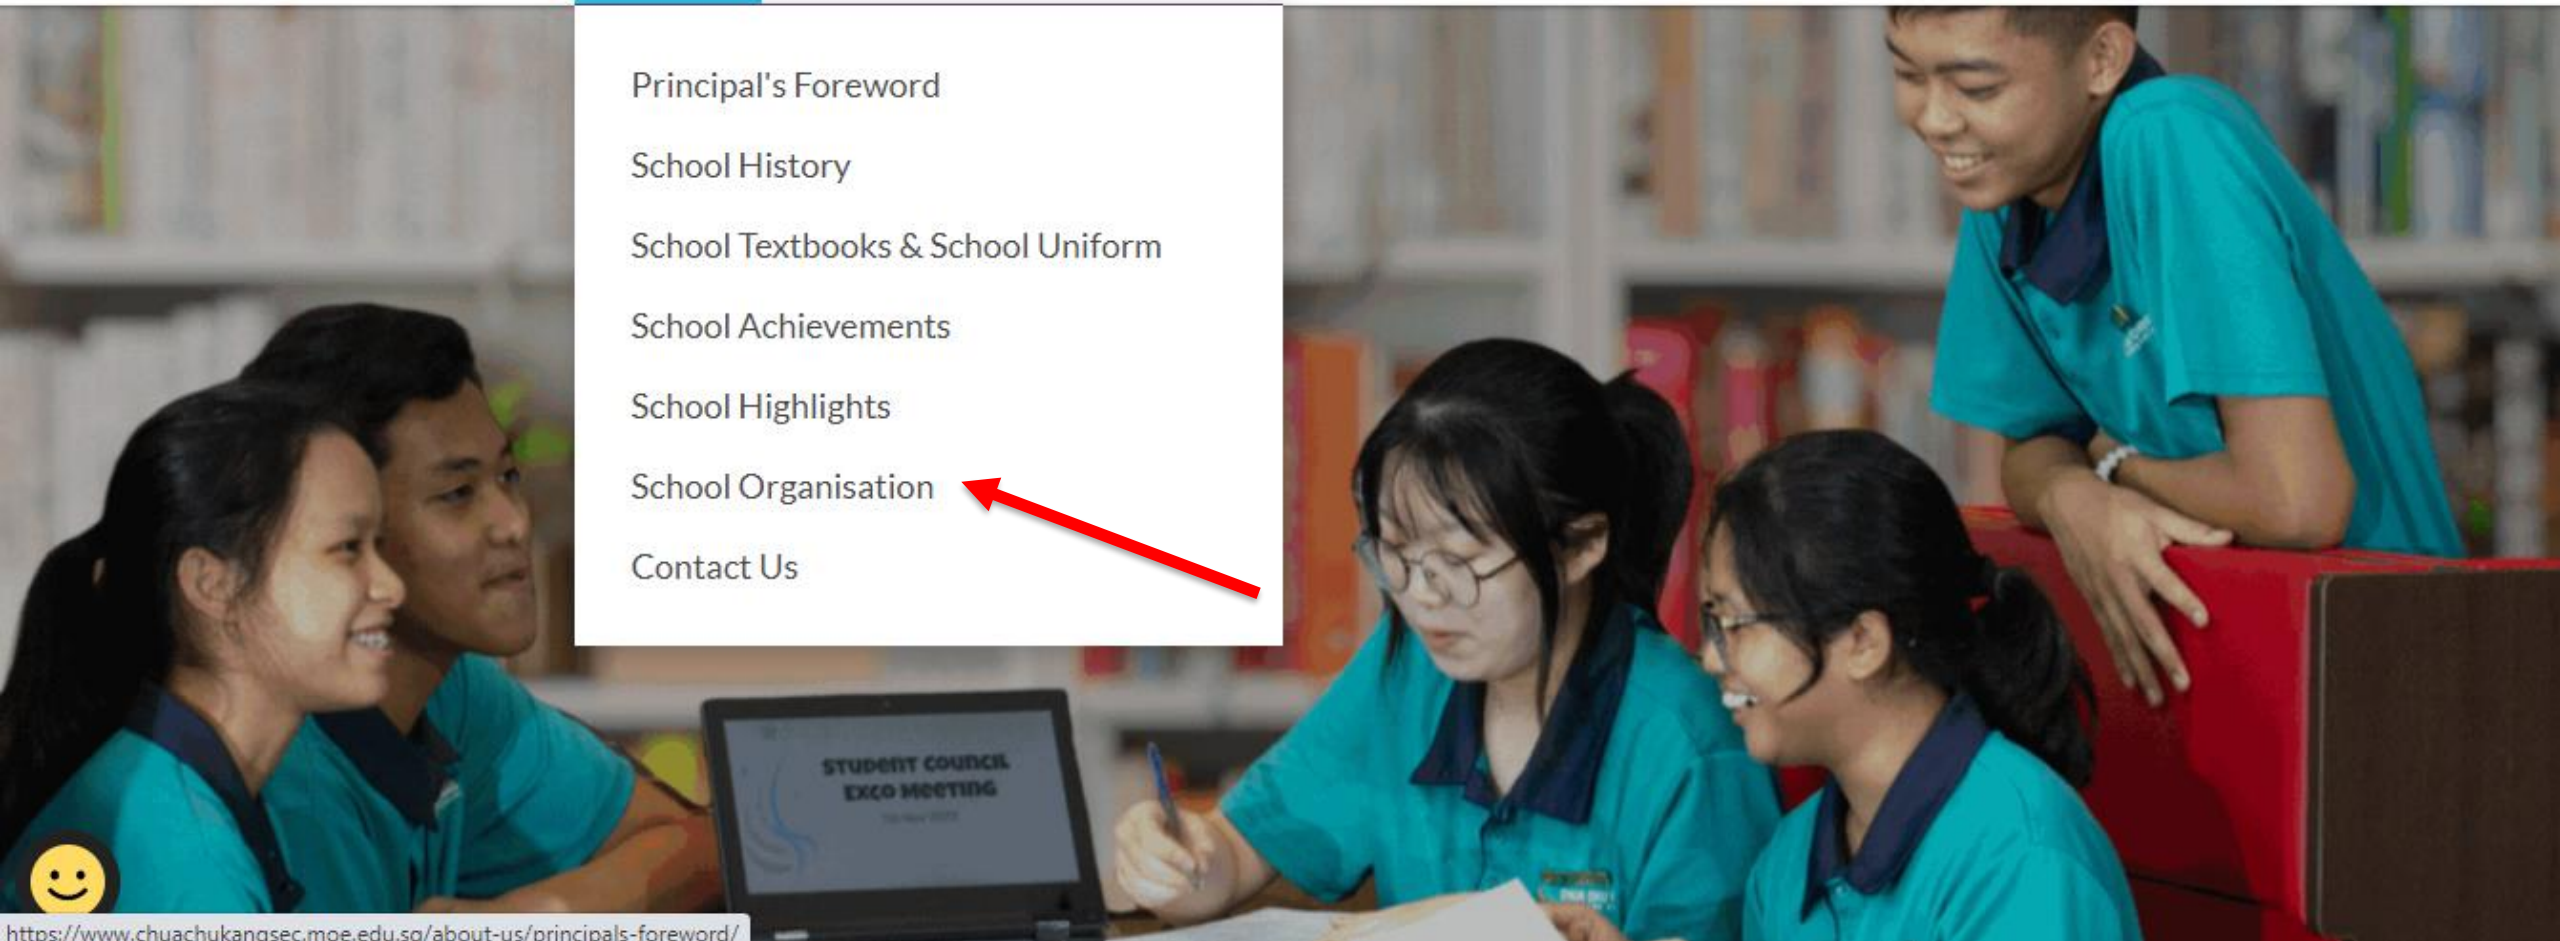 Principal's Foreword
School History
School Textbooks & School Uniform
School Achievements
School Highlights
School Organisation
Contact Us
STUDENT COUNCIL
EXCO MEETING
https://www.chuachukangsec.moe.edu.sg/about-us/principals-foreword/